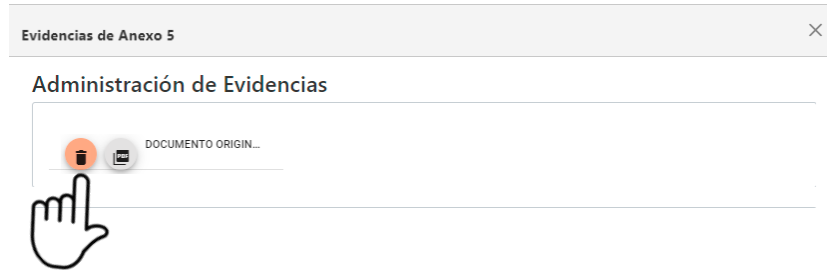 Evidencias de Anexo 5
Administración de Evidencias
DOCUMENTO ORIGIN...
PDF